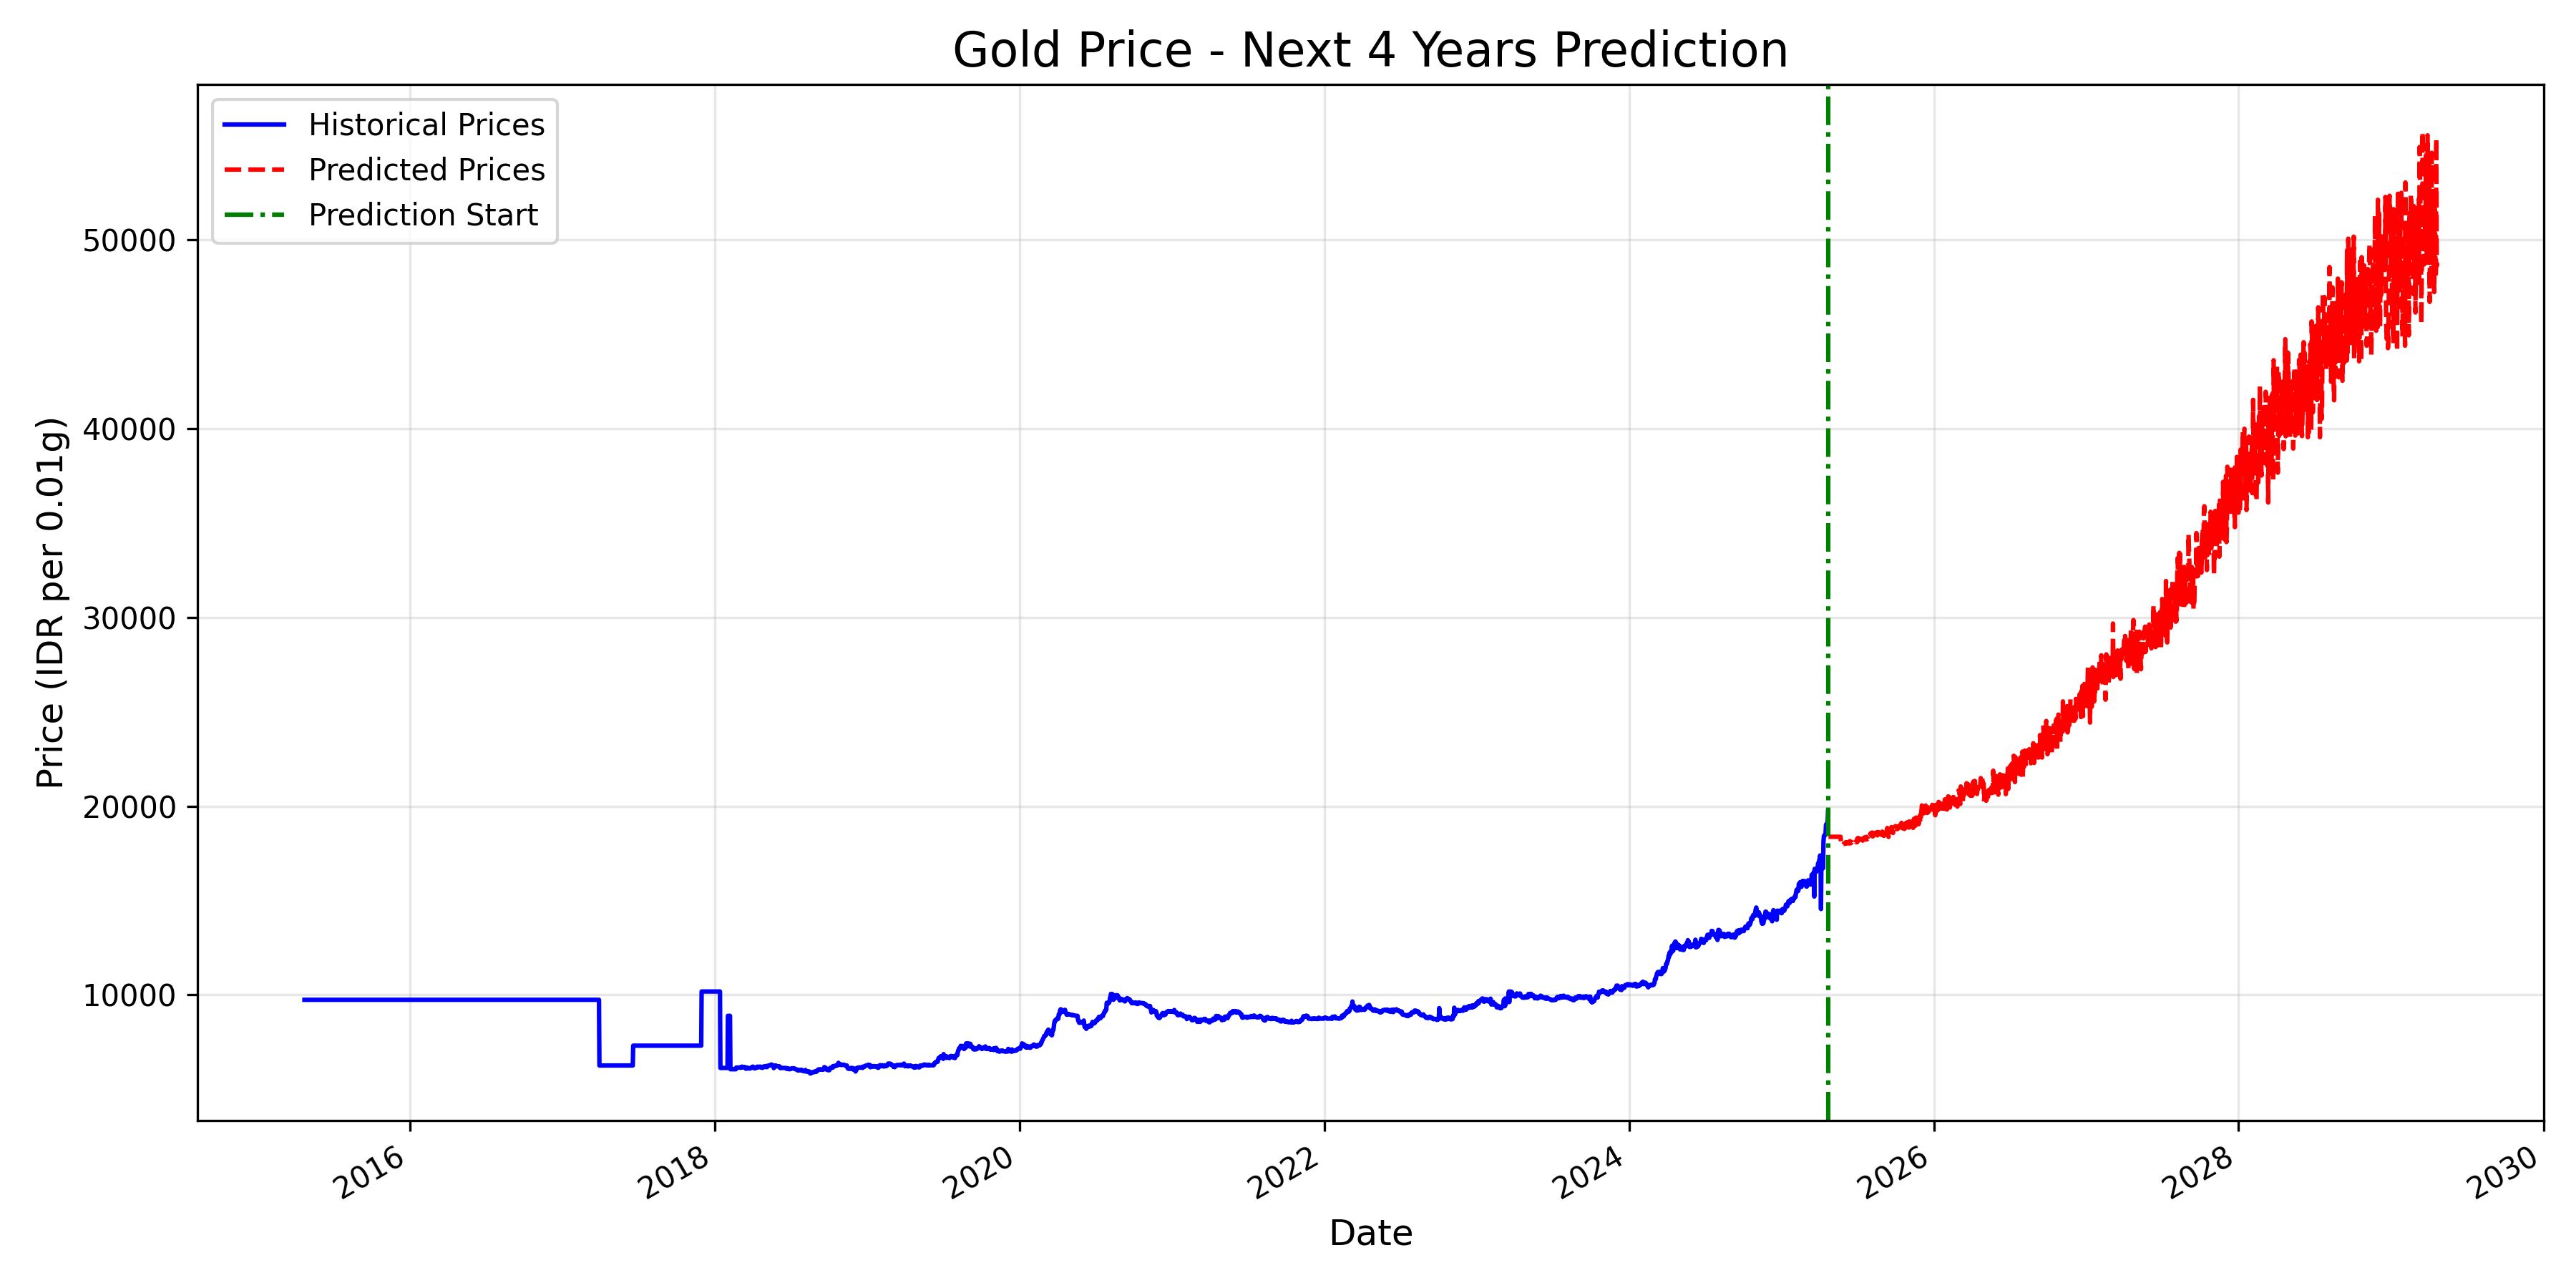 Gold Price - Next 4 Years Prediction
Historical Prices
Predicted Prices
Prediction Start
Price (IDR per 0.01g)
50000
40000
30000
20000
10000
2016
2018
2020
2022
2024
2026
2028
2030
Date